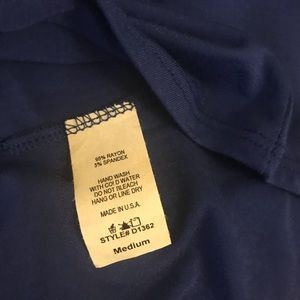 95% RAYON
5% SPANDEX
HAND WASH
WITH COLD WATER
DO NOT BLEACH
HANG OR LINE DRY
MADE IN U.S.A.
STYLE# D1362
Medium